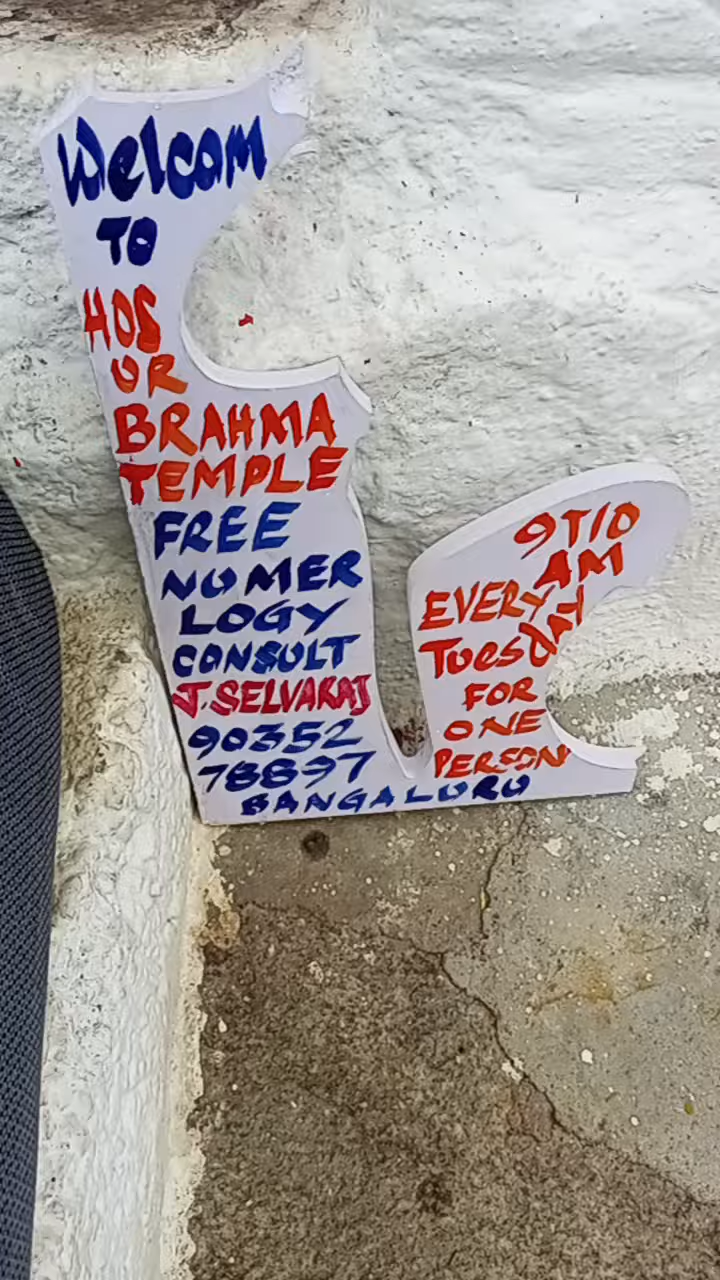 Welcom
TO
HOS
UR
BRAHMA
TEMPLE
FREE
NUMER
LOGY
CONSULT
J.SELVARAJ
90352
78897
BANGALURU
9TIO
AM
EVERY
TUESDAY
FOR
ONE
PERSON